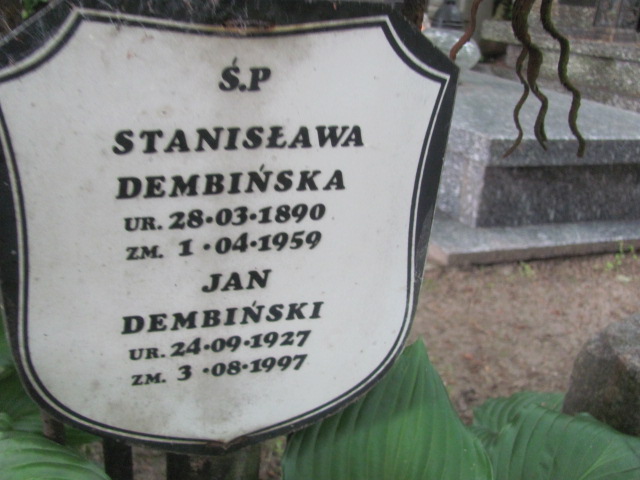 Ś.P
STANISŁAWA
DEMBIŃSKA
UR. 28·03·1890
ZM. 1·04·1959
JAN
DEMBIŃSKI
UR. 24·09·1927
ZM. 3·08·1997